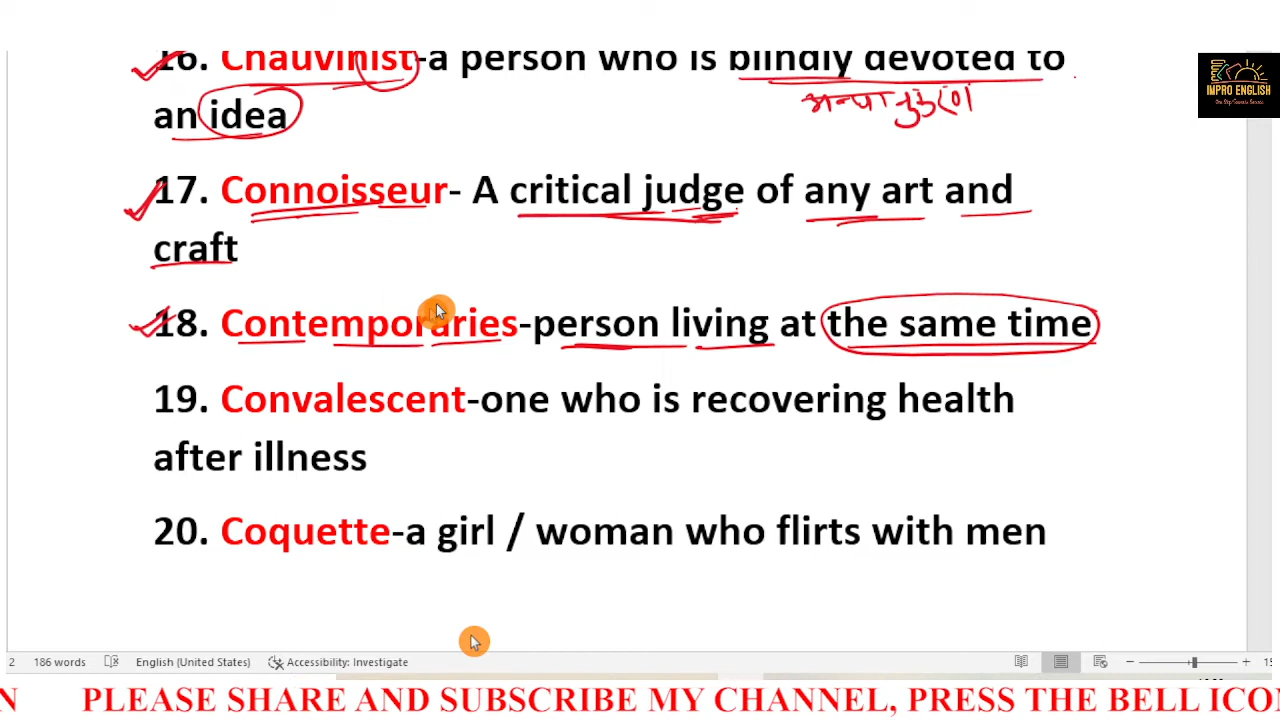 16. Chauvinist-a person who is blindly devoted to
an idea
IMPRO ENGLISH
17. Connoisseur- A critical judge of any art and
craft
18. Contemporaries-person living at the same time
19. Convalescent-one who is recovering health
after illness
20. Coquette-a girl / woman who flirts with men
2 186 words English (United States) Accessibility: Investigate
N PLEASE SHARE AND SUBSCRIBE MY CHANNEL, PRESS THE BELL ICO